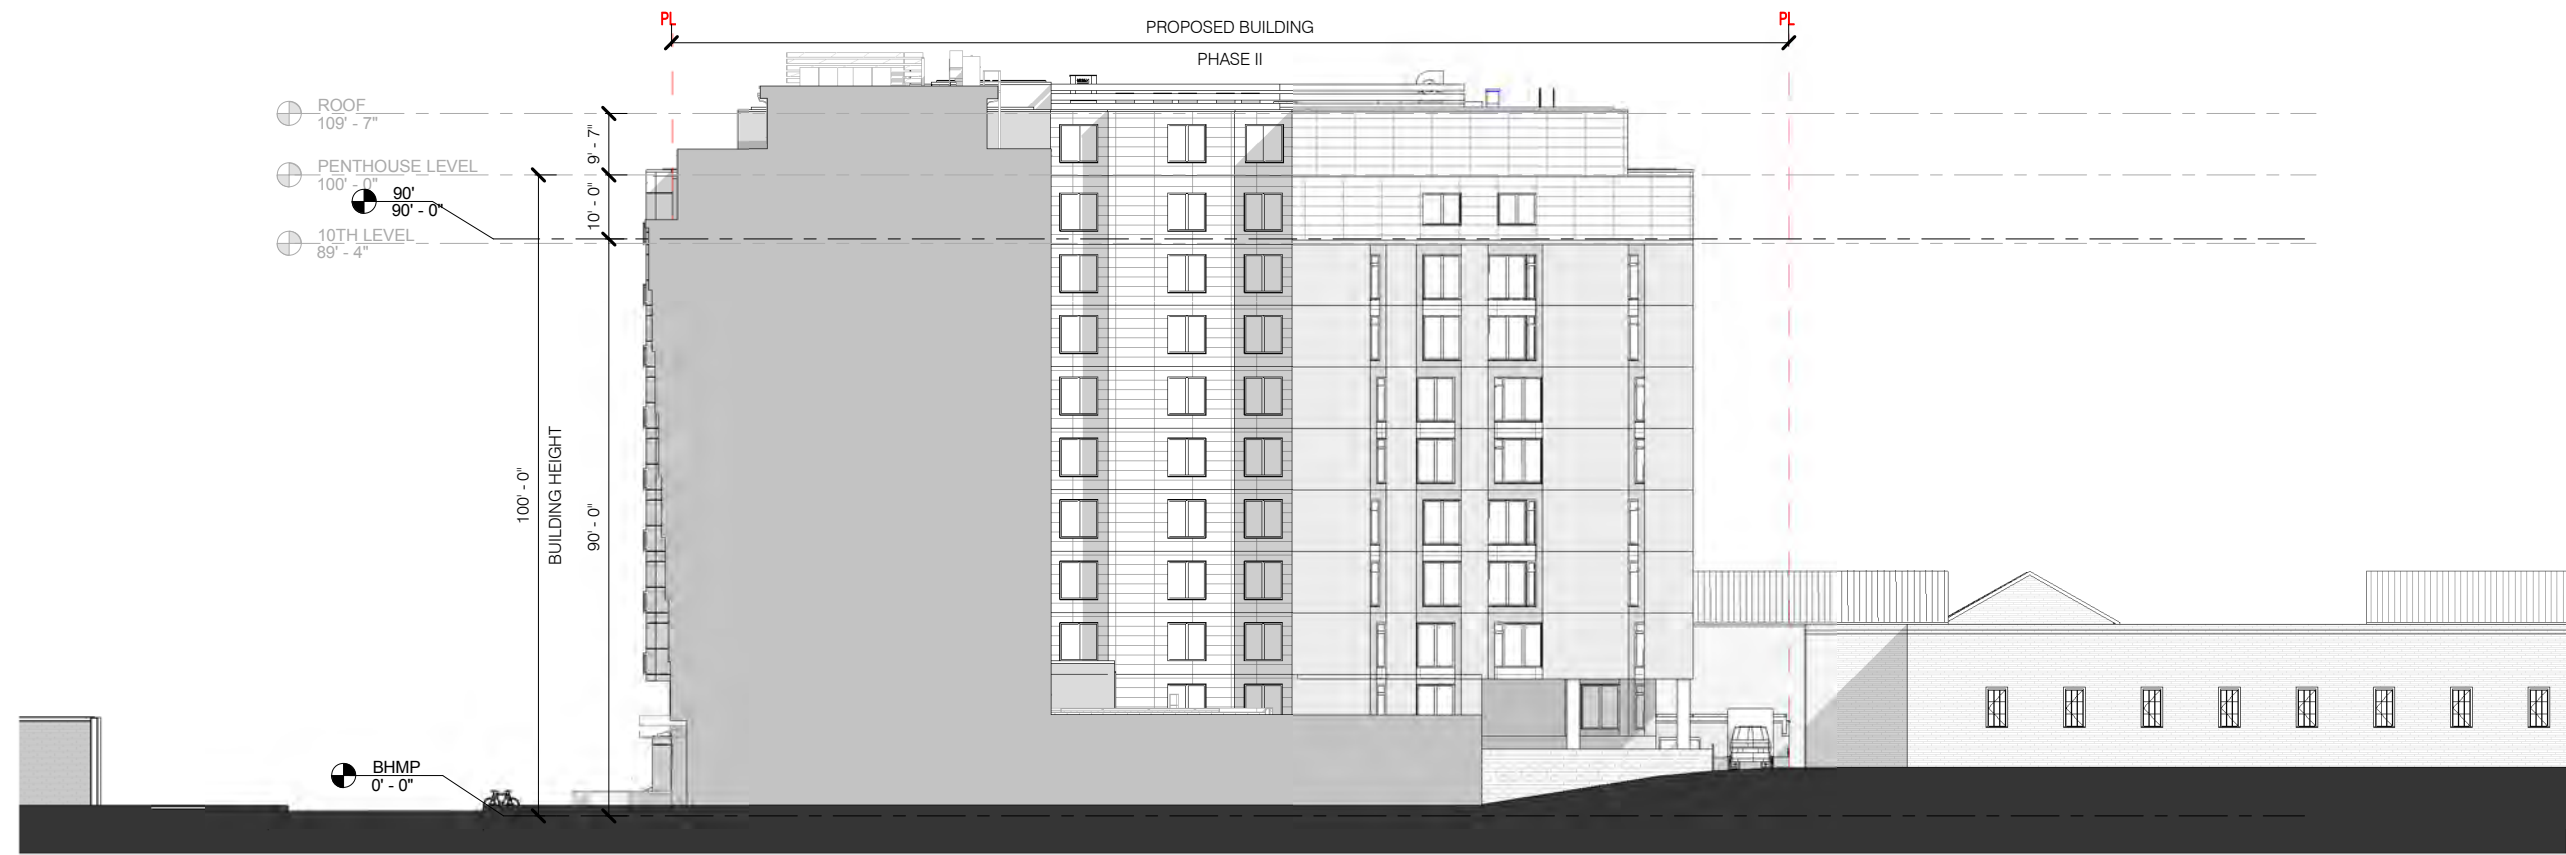 PL
PROPOSED BUILDING
PL
PHASE II
ROOF
109' - 7"
PENTHOUSE LEVEL
100' - 0"
90'
90' - 0"
10TH LEVEL
89' - 4"
9' - 7"
10' - 0"
90' - 0"
100' - 0"
BUILDING HEIGHT
BHMP
0' - 0"